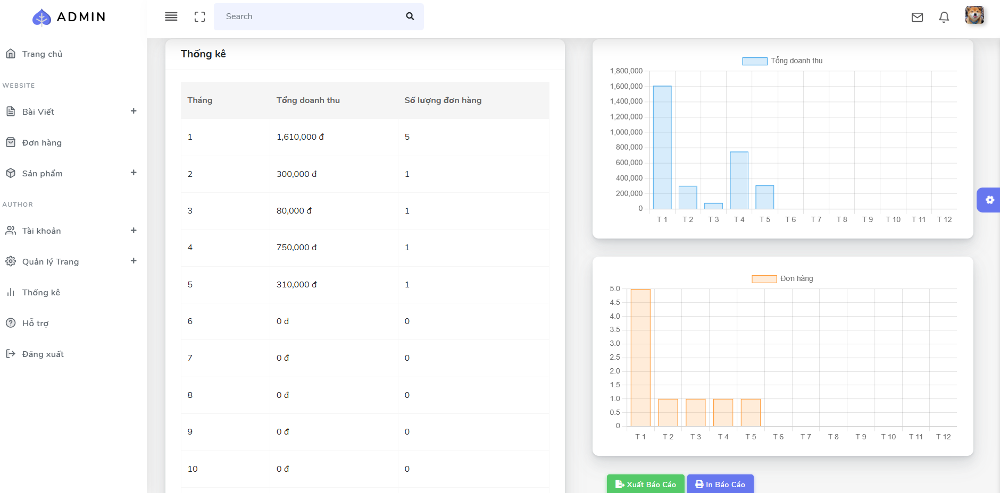 ADMIN
Search
Trang chủ
WEBSITE
Bài Viết +
Đơn hàng
Sản phẩm +
AUTHOR
Tài khoản +
Quản lý Trang +
Thống kê
Hỗ trợ
Đăng xuất
Thống kê
Tháng Tổng doanh thu Số lượng đơn hàng
1 1,610,000 đ 5
2 300,000 đ 1
3 80,000 đ 1
4 750,000 đ 1
5 310,000 đ 1
6 0 đ 0
7 0 đ 0
8 0 đ 0
9 0 đ 0
10 0 đ 0
Tổng doanh thu
1,800,000
1,600,000
1,400,000
1,200,000
1,000,000
800,000
600,000
400,000
200,000
0
T 1 T 2 T 3 T 4 T 5 T 6 T 7 T 8 T 9 T 10 T 11 T 12
Đơn hàng
5.0
4.5
4.0
3.5
3.0
2.5
2.0
1.5
1.0
0.5
0
T 1 T 2 T 3 T 4 T 5 T 6 T 7 T 8 T 9 T 10 T 11 T 12
Xuất Báo Cáo In Báo Cáo